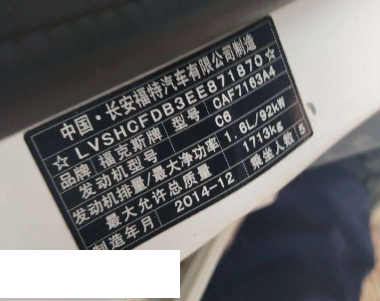 中国·长安福特汽车有限公司制造
☆LVSHCFDB3EE871870☆
品牌 福克斯牌 型号 CAF7163A4
发动机型号 C6
发动机排量/最大净功率 1.6L/92kW
最大允许总质量 1713kg
制造年月 2014-12 乘坐人数 5